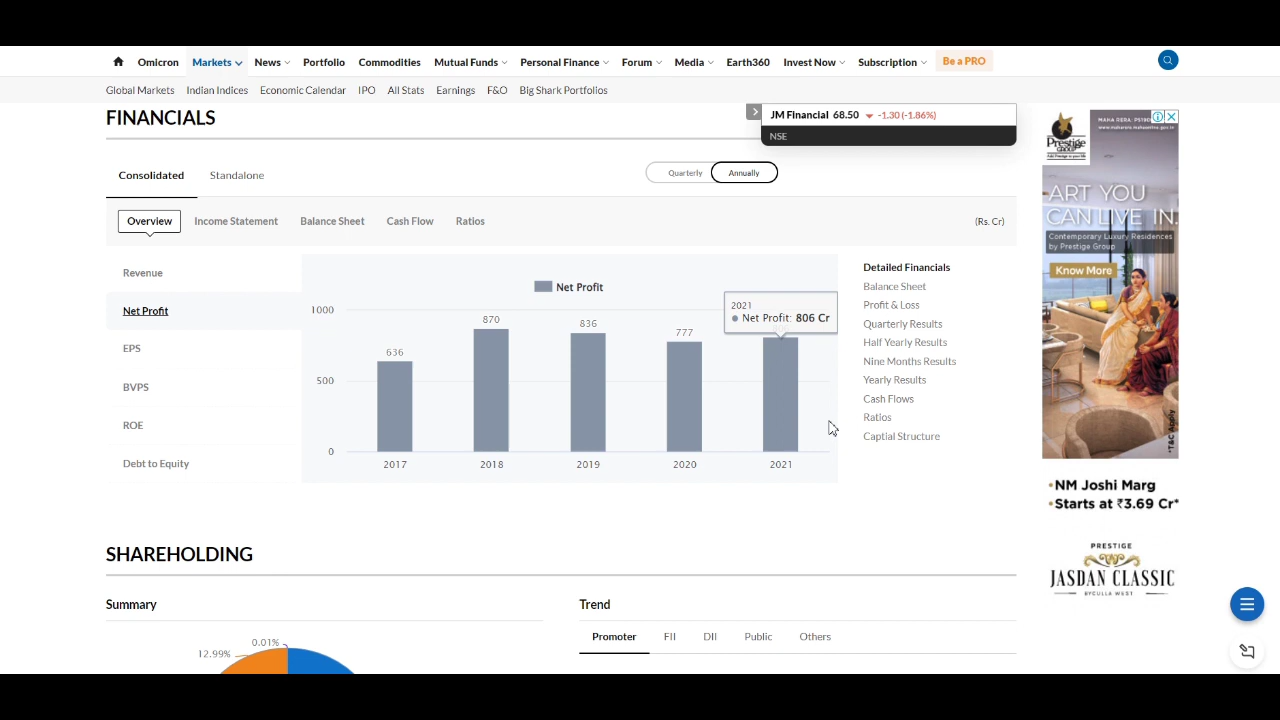 Omicron Markets News Portfolio Commodities Mutual Funds Personal Finance Forum Media Earth360 Invest Now Subscription Be a PRO
Global Markets Indian Indices Economic Calendar IPO All Stats Earnings F&O Big Shark Portfolios
FINANCIALS
JM Financial 68.50 -1.30 (-1.86%)
NSE
Consolidated Standalone
Quarterly Annually
Overview Income Statement Balance Sheet Cash Flow Ratios
(Rs. Cr)
Revenue
Net Profit
EPS
BVPS
ROE
Debt to Equity
Net Profit
1000
500
0
636
870
836
777
2021
Net Profit: 806 Cr
2017 2018 2019 2020 2021
Detailed Financials
Balance Sheet
Profit & Loss
Quarterly Results
Half Yearly Results
Nine Months Results
Yearly Results
Cash Flows
Ratios
Captial Structure
SHAREHOLDING
Summary
0.01%
12.99%
Trend
Promoter FII DII Public Others
Prestige
GROUP
ART YOU
CAN LIVE IN.
Contemporary Luxury Residences
by Prestige Group
Know More
*T&C Apply
•NM Joshi Marg
•Starts at ₹3.69 Cr*
PRESTIGE
JASDAN CLASSIC
BYCULLA WEST